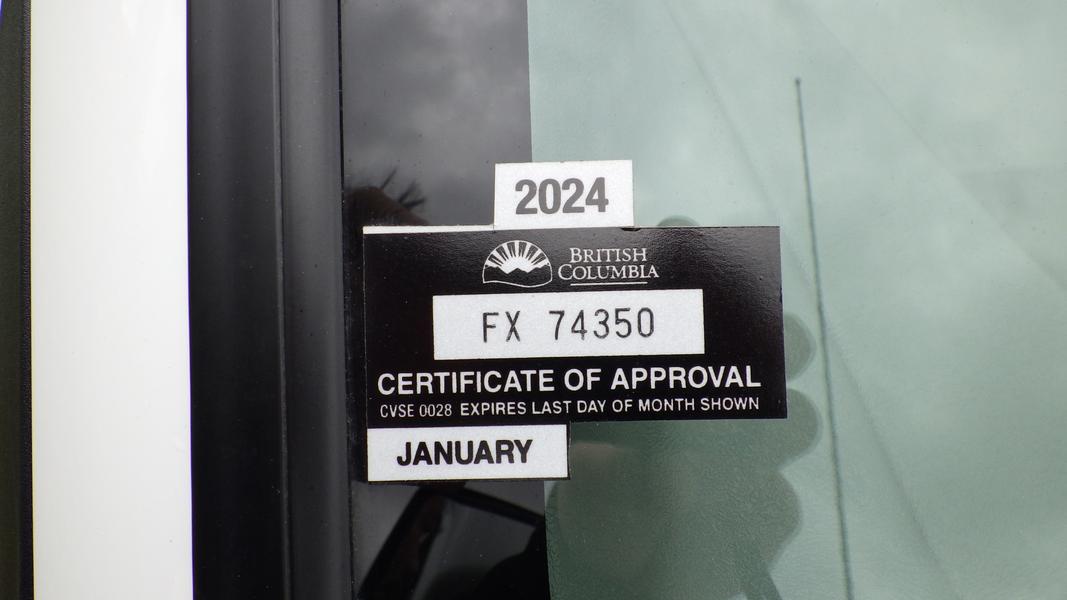 2024
BRITISH
COLUMBIA
FX 74350
CERTIFICATE OF APPROVAL
CVSE 0028 EXPIRES LAST DAY OF MONTH SHOWN
JANUARY